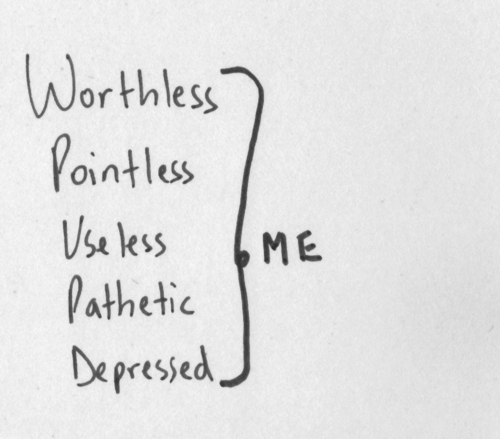 Worthless
Pointless
Useless
Pathetic
Depressed
ME